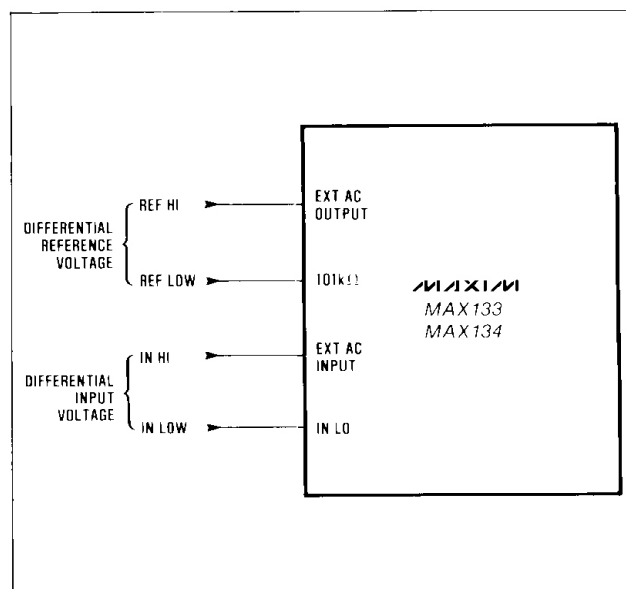 REF HI
EXT AC
OUTPUT
DIFFERENTIAL
REFERENCE
VOLTAGE
REF LOW
101kΩ
MAXIM
MAX133
MAX134
IN HI
EXT AC
INPUT
DIFFERENTIAL
INPUT
VOLTAGE
IN LOW
IN LO